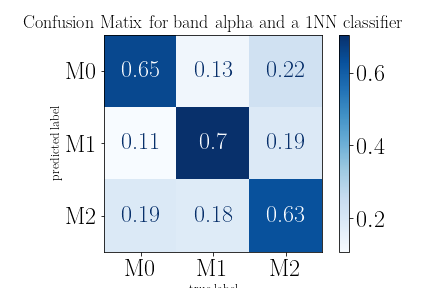 Confusion Matix for band alpha and a 1NN classifier
M0 0.65 0.13 0.22 0.6
predicted label
M1 0.11 0.7 0.19 0.4
M2 0.19 0.18 0.63 0.2
M0 M1 M2
true label